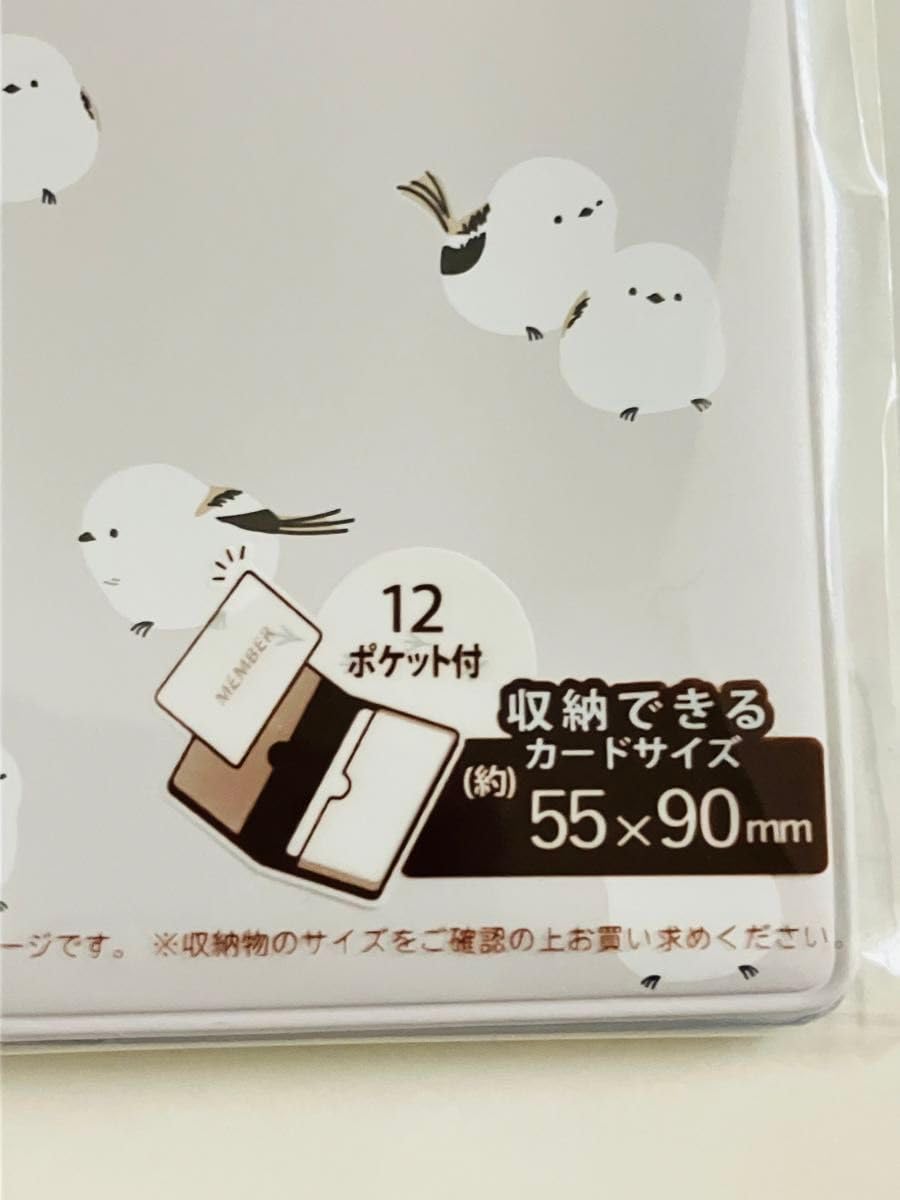 12
ポケット付
MEMBER
収納できる
カードサイズ
(約)
55×90mm
ージです。 ※収納物のサイズをご確認の上お買い求めください。